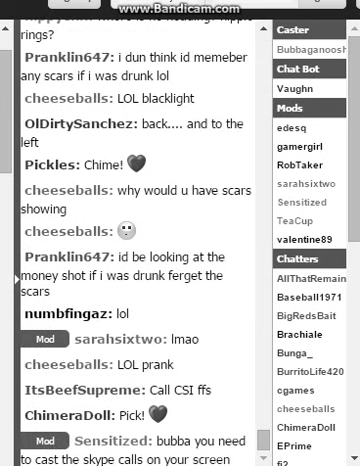 www.Bandicam.com
rings?
Pranklin647: i dun think id memeber
any scars if i was drunk lol
cheeseballs: LOL blacklight
OlDirtySanchez: back.... and to the
left
Pickles: Chime!
cheeseballs: why would u have scars
showing
cheeseballs:
Pranklin647: id be looking at the
money shot if i was drunk ferget the
scars
numbfingaz: lol
Mod sarahsixtwo: lmao
cheeseballs: LOL prank
ItsBeefSupreme: Call CSI ffs
ChimeraDoll: Pick!
Mod Sensitized: bubba you need
to cast the skype calls on your screen
Caster
Bubbaganoosh
Chat Bot
Vaughn
Mods
edesq
gamergirl
RobTaker
sarahsixtwo
Sensitized
TeaCup
valentine89
Chatters
AllThatRemain
Baseball1971
BigRedsBait
Brachiale
Bunga_
BurritoLife420
cgames
cheeseballs
ChimeraDoll
EPrime